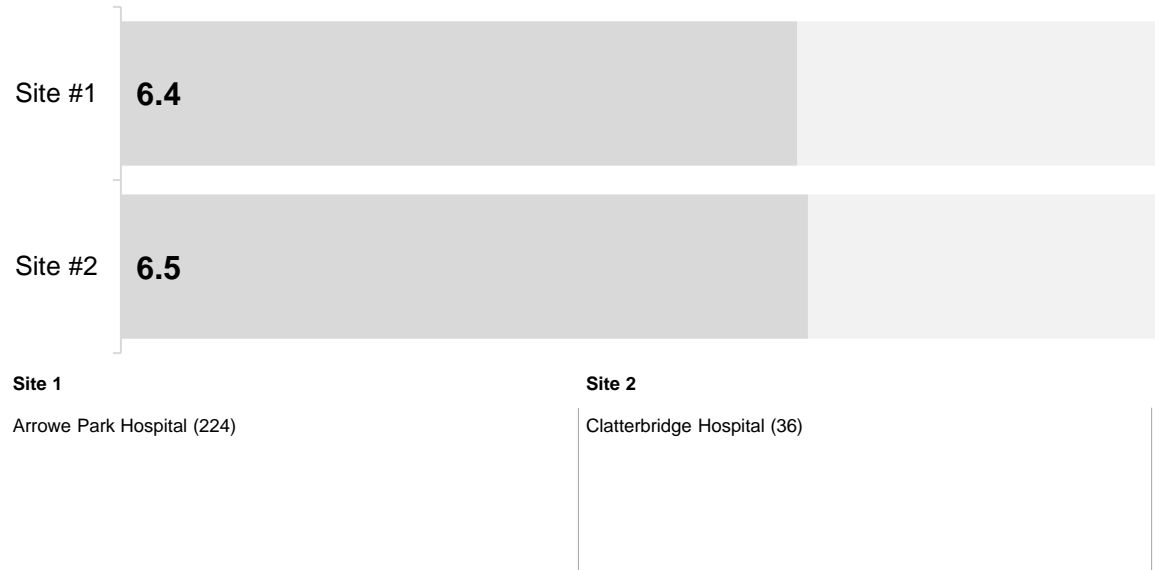 Site #1
6.4
Site #2
6.5
Site 1
Site 2
Arrowe Park Hospital (224)
Clatterbridge Hospital (36)